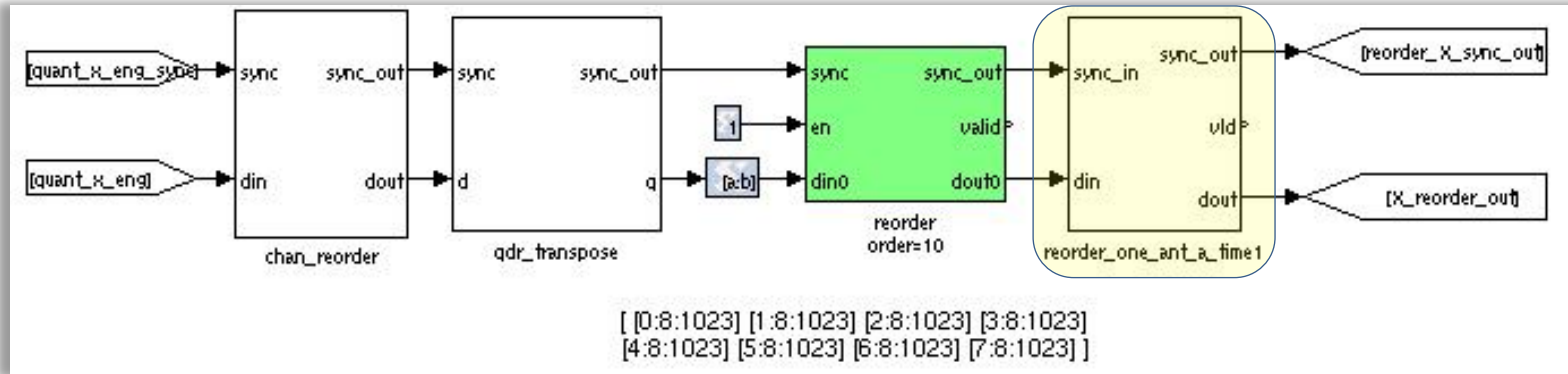 [quant_x_eng_sync]
sync
sync_out
sync
sync_out
sync
sync_out
sync_in
sync_out
[reorder_X_sync_out]
1
en
valid
vld
[quant_x_eng]
din
dout
d
q
[a:b]
din0
dout0
din
dout
[X_reorder_out]
chan_reorder
qdr_transpose
reorder
order=10
reorder_one_ant_a_time1
[ [0:8:1023] [1:8:1023] [2:8:1023] [3:8:1023]
[4:8:1023] [5:8:1023] [6:8:1023] [7:8:1023] ]